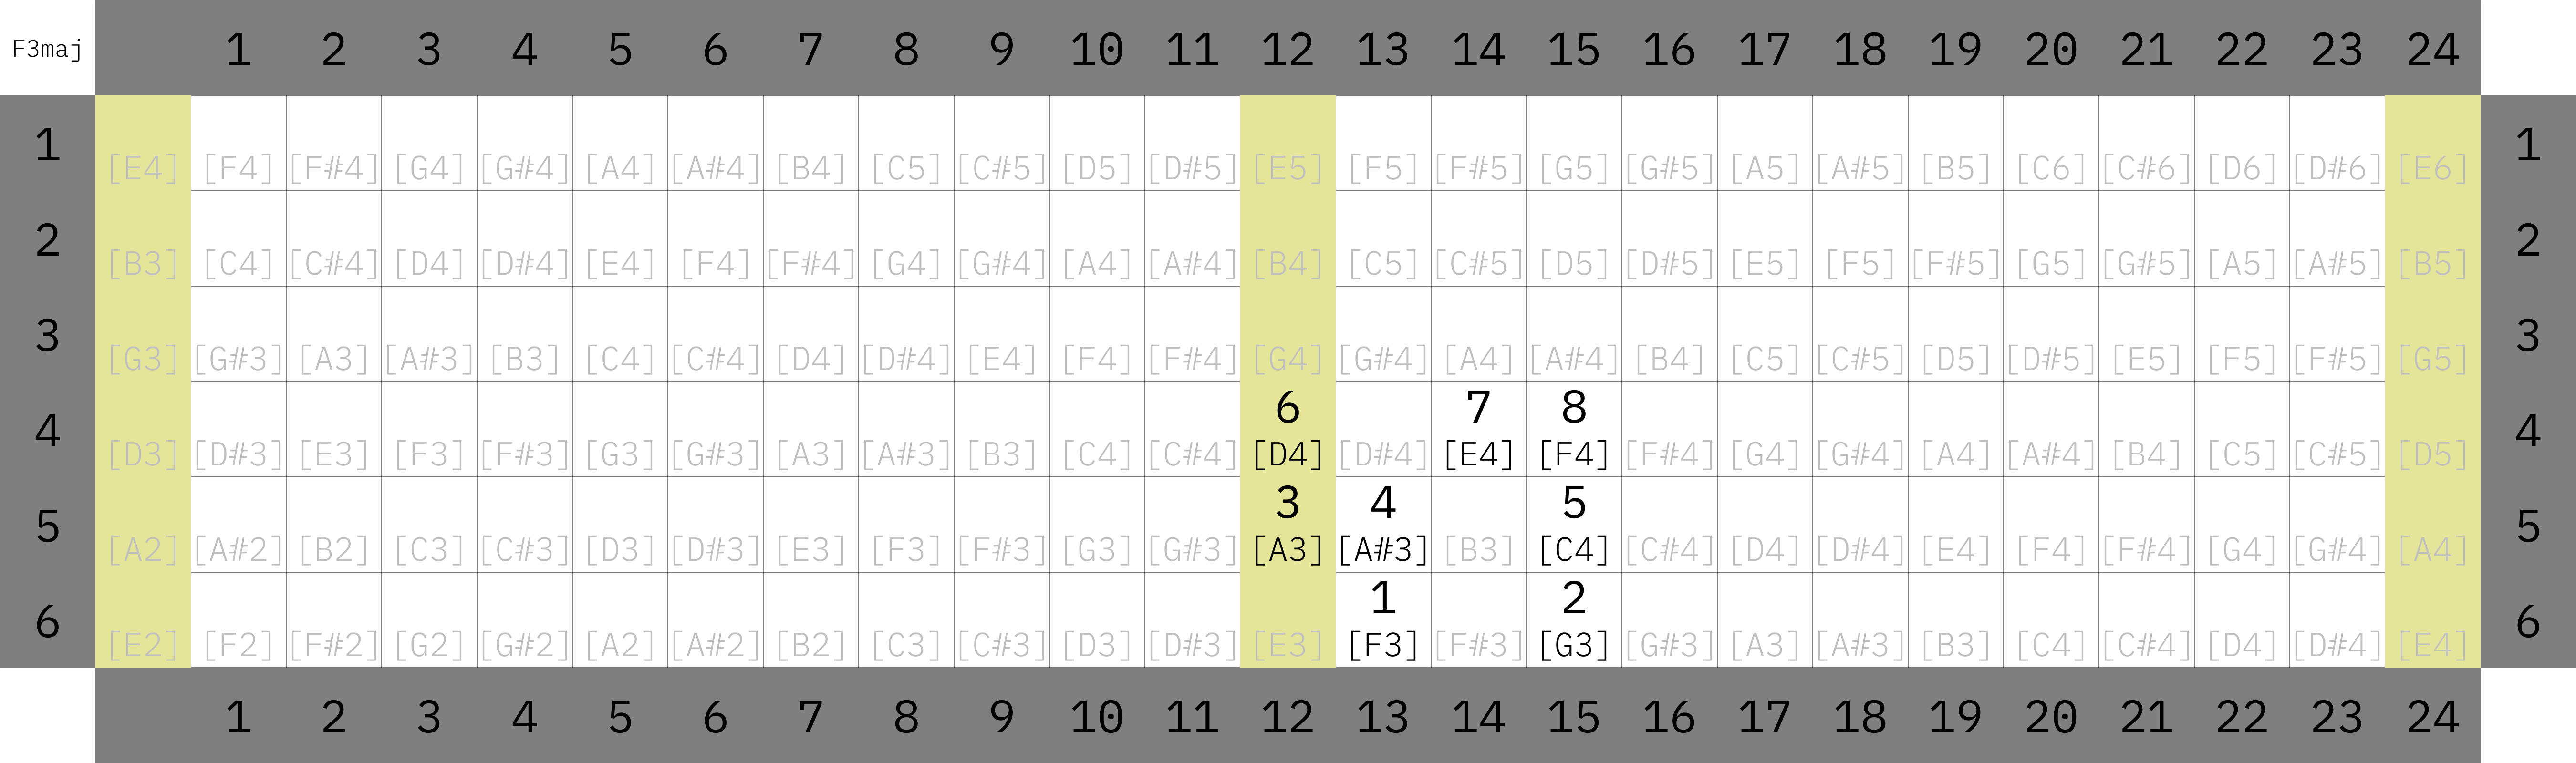 F3maj 1 2 3 4 5 6 7 8 9 10 11 12 13 14 15 16 17 18 19 20 21 22 23 24
1 [E4] [F4] [F#4] [G4] [G#4] [A4] [A#4] [B4] [C5] [C#5] [D5] [D#5] [E5] [F5] [F#5] [G5] [G#5] [A5] [A#5] [B5] [C6] [C#6] [D6] [D#6] [E6] 1
2 [B3] [C4] [C#4] [D4] [D#4] [E4] [F4] [F#4] [G4] [G#4] [A4] [A#4] [B4] [C5] [C#5] [D5] [D#5] [E5] [F5] [F#5] [G5] [G#5] [A5] [A#5] [B5] 2
3 [G3] [G#3] [A3] [A#3] [B3] [C4] [C#4] [D4] [D#4] [E4] [F4] [F#4] [G4] [G#4] [A4] [A#4] [B4] [C5] [C#5] [D5] [D#5] [E5] [F5] [F#5] [G5] 3
6 7 8
4 [D3] [D#3] [E3] [F3] [F#3] [G3] [G#3] [A3] [A#3] [B3] [C4] [C#4] [D4] [D#4] [E4] [F4] [F#4] [G4] [G#4] [A4] [A#4] [B4] [C5] [C#5] [D5] 4
3 4 5
5 [A2] [A#2] [B2] [C3] [C#3] [D3] [D#3] [E3] [F3] [F#3] [G3] [G#3] [A3] [A#3] [B3] [C4] [C#4] [D4] [D#4] [E4] [F4] [F#4] [G4] [G#4] [A4] 5
1 2
6 [E2] [F2] [F#2] [G2] [G#2] [A2] [A#2] [B2] [C3] [C#3] [D3] [D#3] [E3] [F3] [F#3] [G3] [G#3] [A3] [A#3] [B3] [C4] [C#4] [D4] [D#4] [E4] 6
1 2 3 4 5 6 7 8 9 10 11 12 13 14 15 16 17 18 19 20 21 22 23 24